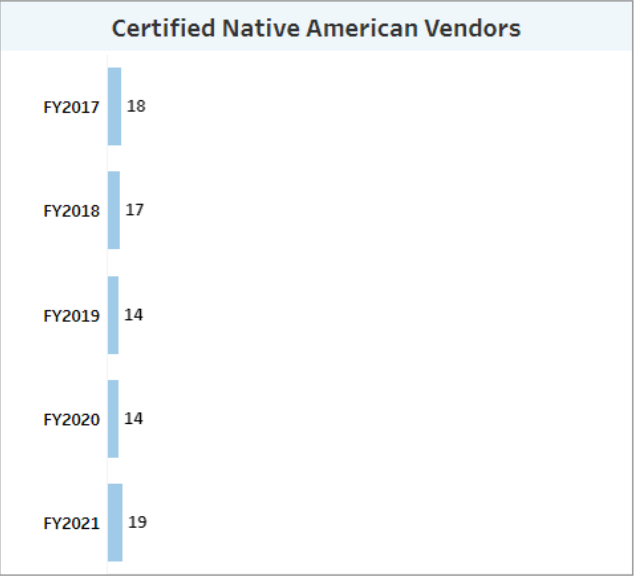 Certified Native American Vendors
FY2017 18
FY2018 17
FY2019 14
FY2020 14
FY2021 19